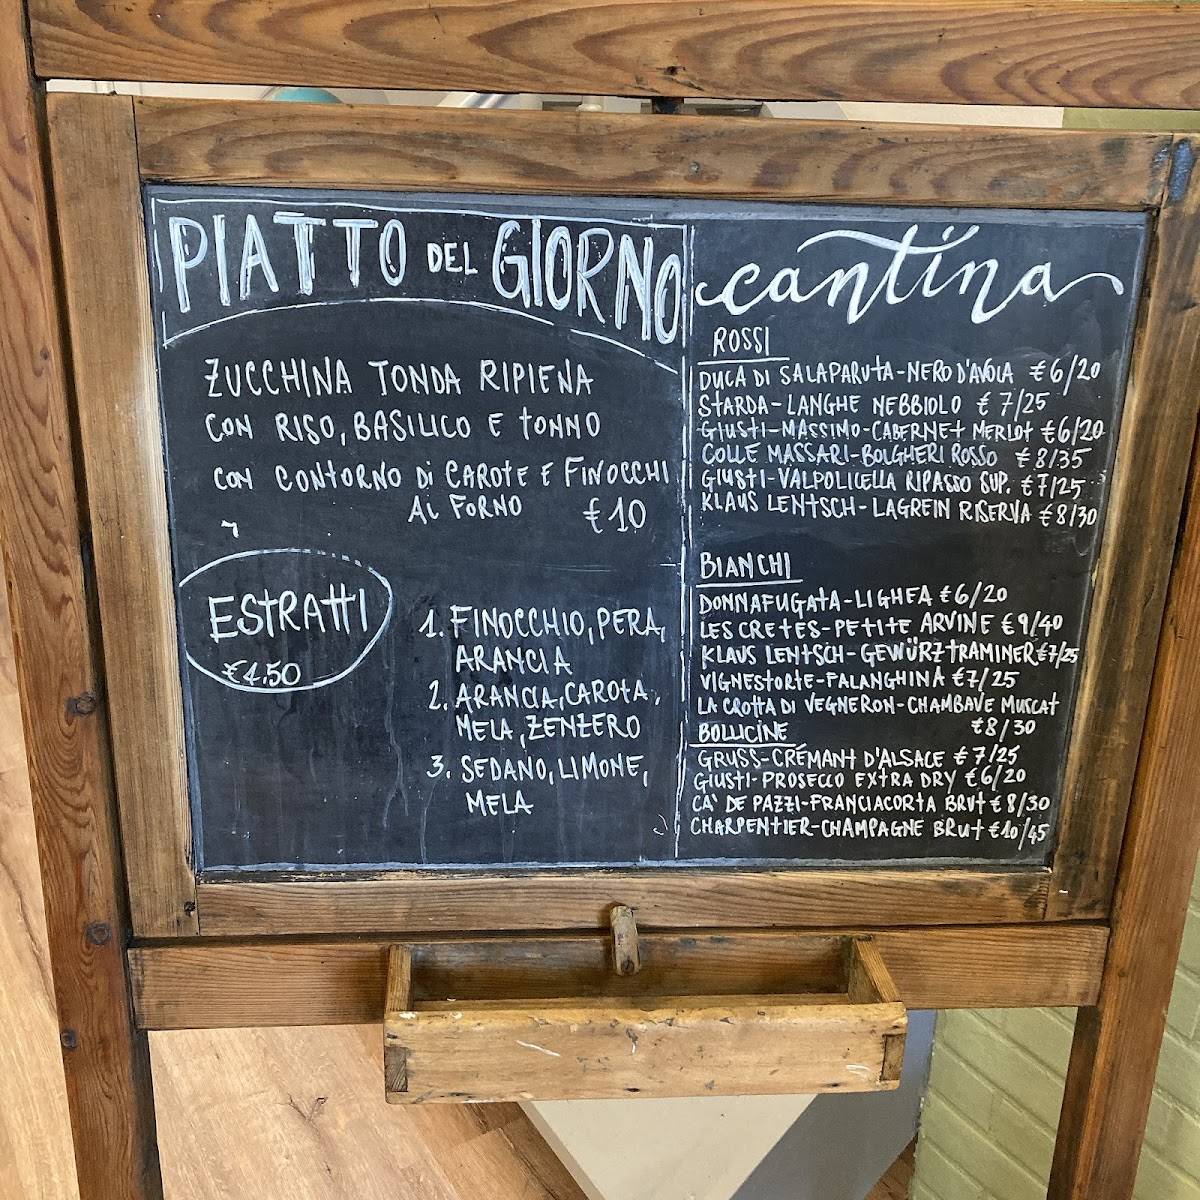 PIATTO DEL GIORNO
ZUCCHINA TONDA RIPIENA
CON RISO, BASILICO E TONNO
CON CONTORNO DI CAROTE E FINOCCHI
AI FORNO
€10
ESTRATTI
€4.50
1. FINOCCHIO, PERA,
ARANCIA
2. ARANCIA, CAROTA,
MELA, ZENZERO
3. SEDANO, LIMONE,
MELA
cantina
ROSSI
DUCA DI SALAPARUTA-NERO D'AVOLA €6/20
STARDA-LANGHE NEBBIOLO €7/25
GIUSTI-MASSIMO-CABERNET MERLOT €6/20
COLLE MASSARI-BOLGHERI ROSSO €8/35
GIUSTI-VALPOLICELLA RIPASSO SUP. €7/25
KLAUS LENTSCH-LAGREIN RISERVA €8/30
BIANCHI
DONNAFUGATA-LIGHEA €6/20
LES CRETES-PETITE ARVINE €9/40
KLAUS LENTSCH-GEWÜRZTRAMINER €7/25
VIGNESTORTE-FALANGHINA €7/25
LA CROTTA DI VEGNERON-CHAMBAVE MUSCAT
€8/30
BOLLICINE
GRUSS-CRÉMANT D'ALSACE €7/25
GIUSTI-PROSECCO EXTRA DRY €6/20
CA' DE PAZZI-FRANCIACORTA BRUT €8/30
CHARPENTIER-CHAMPAGNE BRUT €10/45